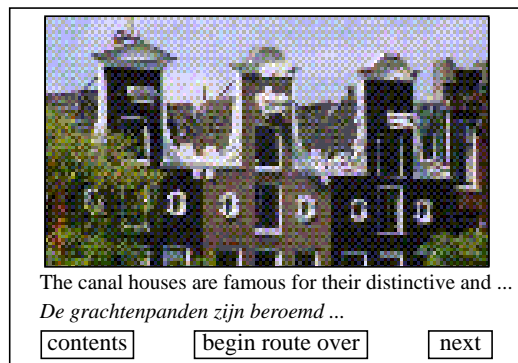 The canal houses are famous for their distinctive and ...
De grachtenpanden zijn beroemd ...
contents begin route over next